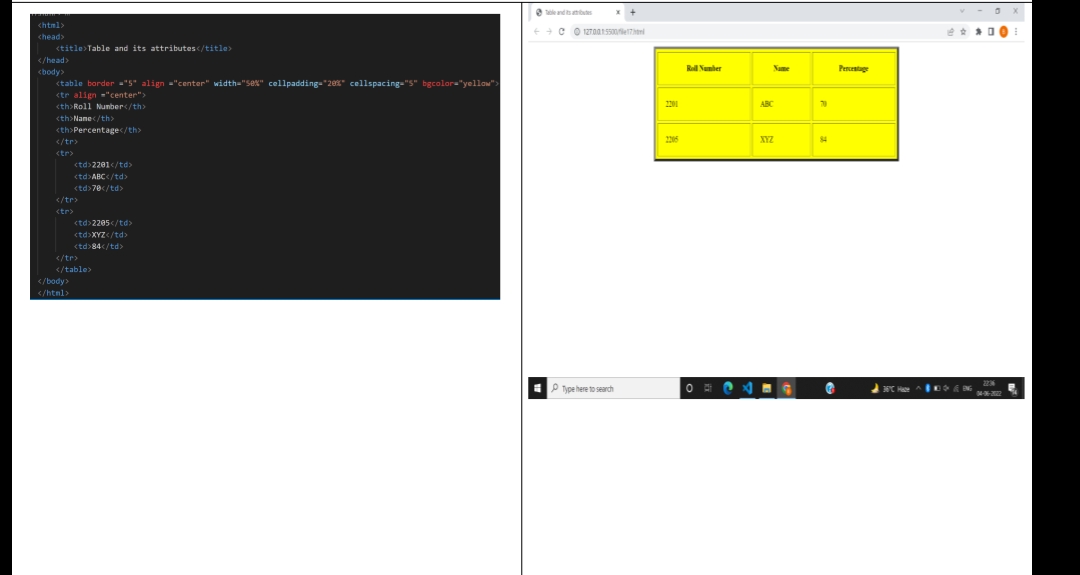 <html>
<head>
<title>Table and its attributes</title>
</head>
<body>
<table border ="5" align ="center" width="50%" cellpadding="20%" cellspacing="5" bgcolor="yellow">
<tr align ="center">
<th>Roll Number</th>
<th>Name</th>
<th>Percentage</th>
</tr>
<tr>
<td>2201</td>
<td>ABC</td>
<td>70</td>
</tr>
<tr>
<td>2205</td>
<td>XYZ</td>
<td>84</td>
</tr>
</table>
</body>
</html>
Table and its attributes
127.0.0.1:5500/file17.html
Roll Number Name Percentage
2201 ABC 70
2205 XYZ 84
Type here to search
36°C Haze ENG 22:36
04-06-2022